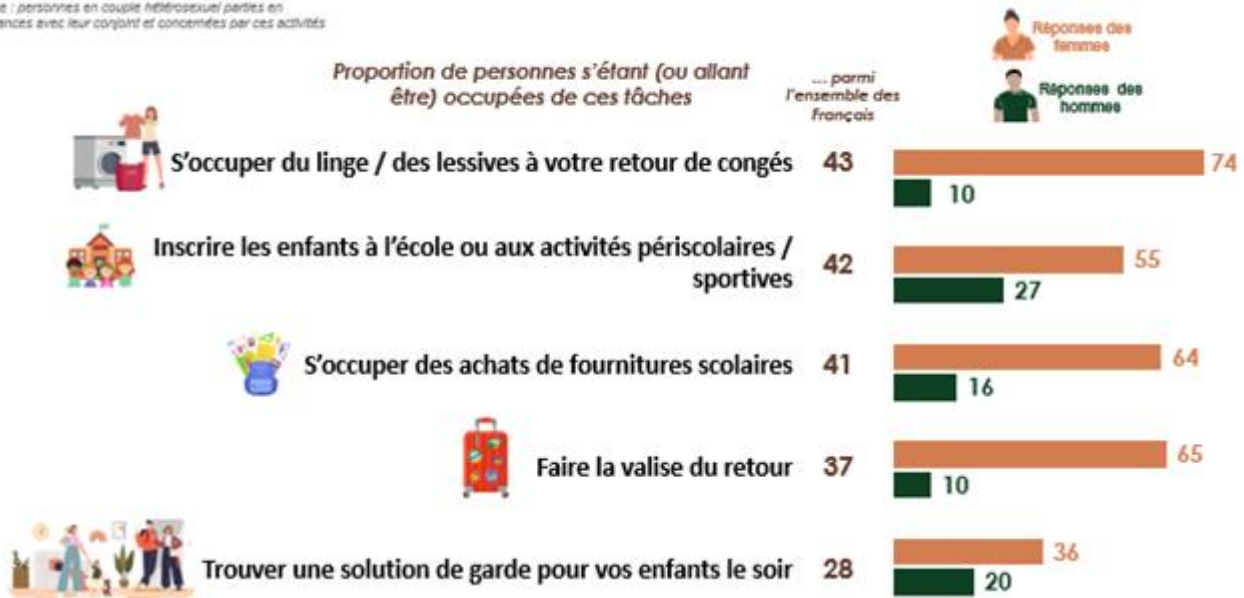 : personnes en couple hétérosexuel parties en
avec leur conjoint et concernées par ces activités
Réponses des
femmes
Proportion de personnes s'étant (ou allant
être) occupées de ces tâches
... parmi
l'ensemble des
Français
Réponses des
hommes
S'occuper du linge / des lessives à votre retour de congés 43 74
10
Inscrire les enfants à l'école ou aux activités périscolaires /
sportives
42 55
27
S'occuper des achats de fournitures scolaires 41 64
16
Faire la valise du retour 37 65
10
Trouver une solution de garde pour vos enfants le soir 28 36
20